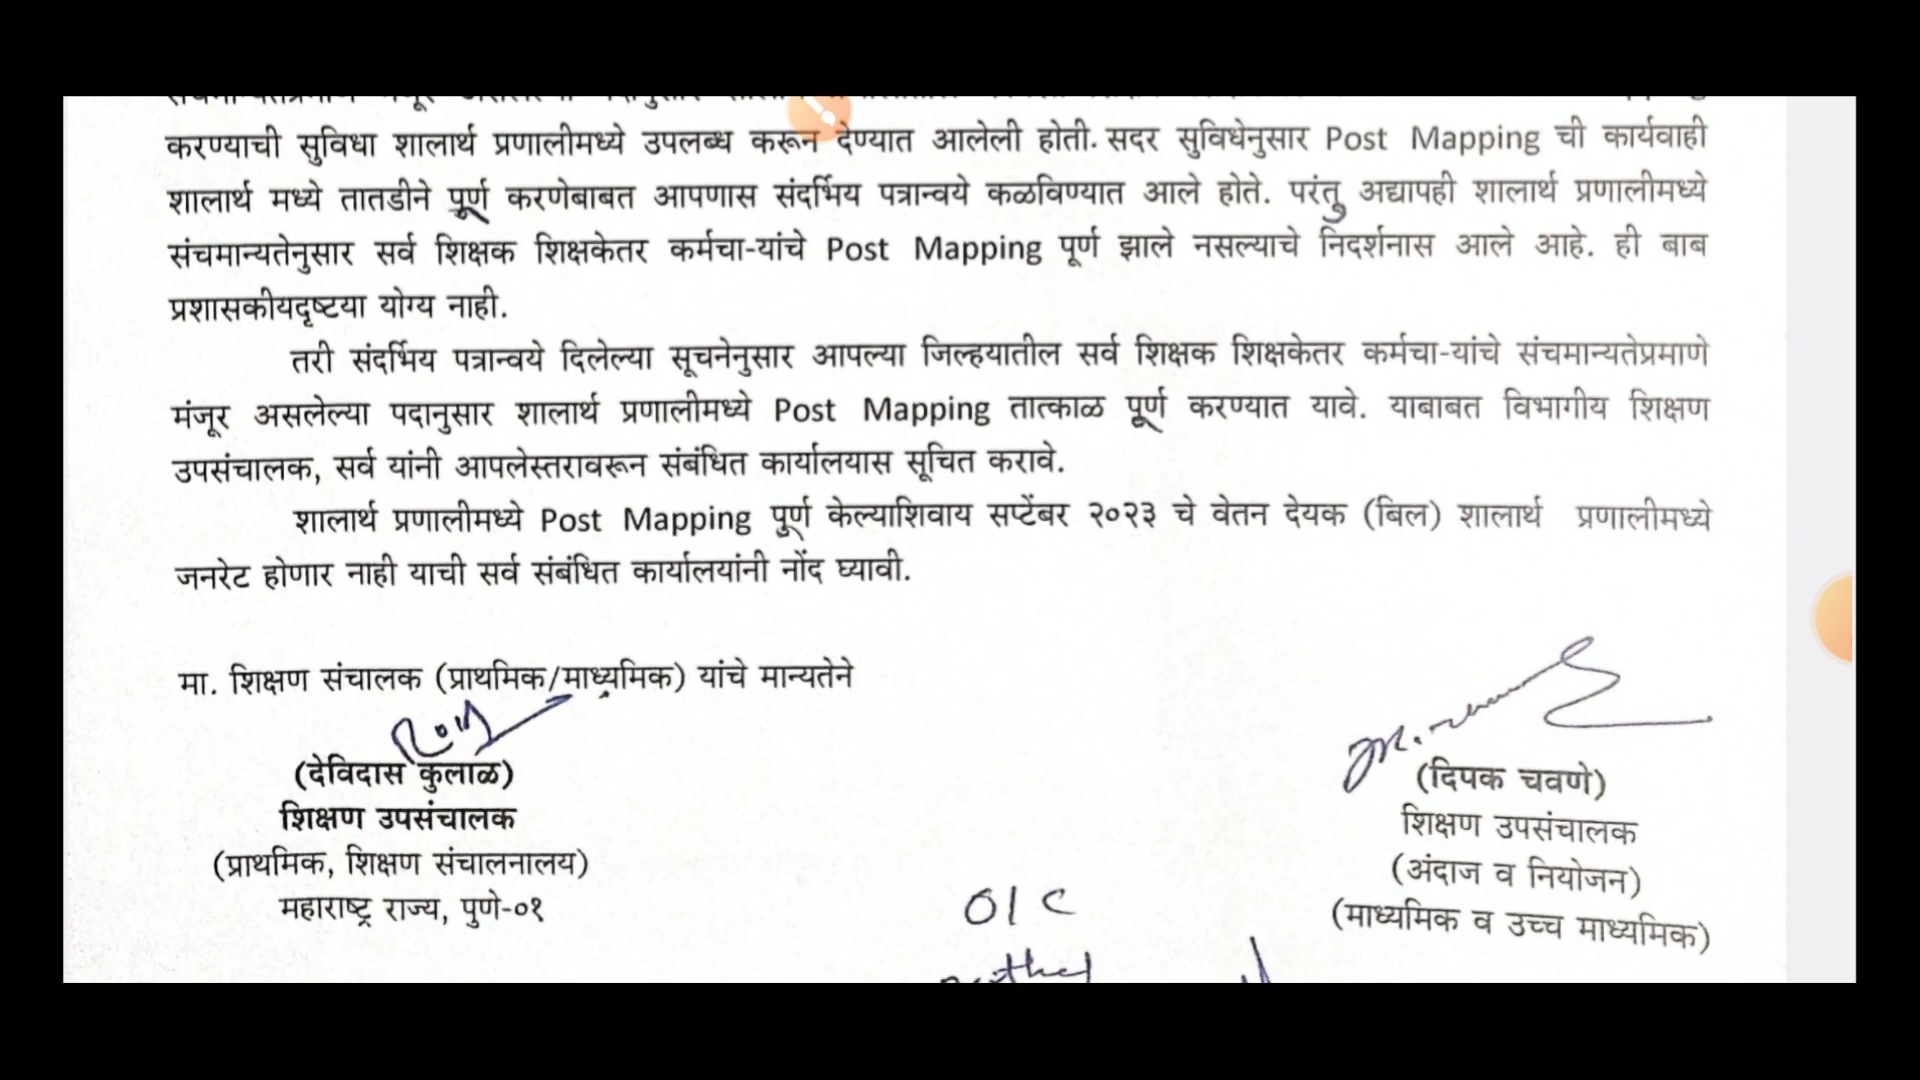 करण्याची सुविधा शालार्थ प्रणालीमध्ये उपलब्ध करून देण्यात आलेली होती. सदर सुविधेनुसार Post Mapping ची कार्यवाही
शालार्थ मध्ये तातडीने पूर्ण करणेबाबत आपणास संदर्भिय पत्रान्वये कळविण्यात आले होते. परंतु अद्यापही शालार्थ प्रणालीमध्ये
संचमान्यतेनुसार सर्व शिक्षक शिक्षकेतर कर्मचा-यांचे Post Mapping पूर्ण झाले नसल्याचे निदर्शनास आले आहे. ही बाब
प्रशासकीयदृष्टया योग्य नाही.
तरी संदर्भिय पत्रान्वये दिलेल्या सूचनेनुसार आपल्या जिल्हयातील सर्व शिक्षक शिक्षकेतर कर्मचा-यांचे संचमान्यतेप्रमाणे
मंजूर असलेल्या पदानुसार शालार्थ प्रणालीमध्ये Post Mapping तात्काळ पूर्ण करण्यात यावे. याबाबत विभागीय शिक्षण
उपसंचालक, सर्व यांनी आपलेस्तरावरून संबंधित कार्यालयास सूचित करावे.
शालार्थ प्रणालीमध्ये Post Mapping पूर्ण केल्याशिवाय सप्टेंबर २०२३ चे वेतन देयक (बिल) शालार्थ प्रणालीमध्ये
जनरेट होणार नाही याची सर्व संबंधित कार्यालयांनी नोंद घ्यावी.
मा. शिक्षण संचालक (प्राथमिक/माध्यमिक) यांचे मान्यतेने
(देविदास कुलाळ)
शिक्षण उपसंचालक
(प्राथमिक, शिक्षण संचालनालय)
महाराष्ट्र राज्य, पुणे-०१
(दिपक चवणे)
शिक्षण उपसंचालक
(अंदाज व नियोजन)
(माध्यमिक व उच्च माध्यमिक)
O/C